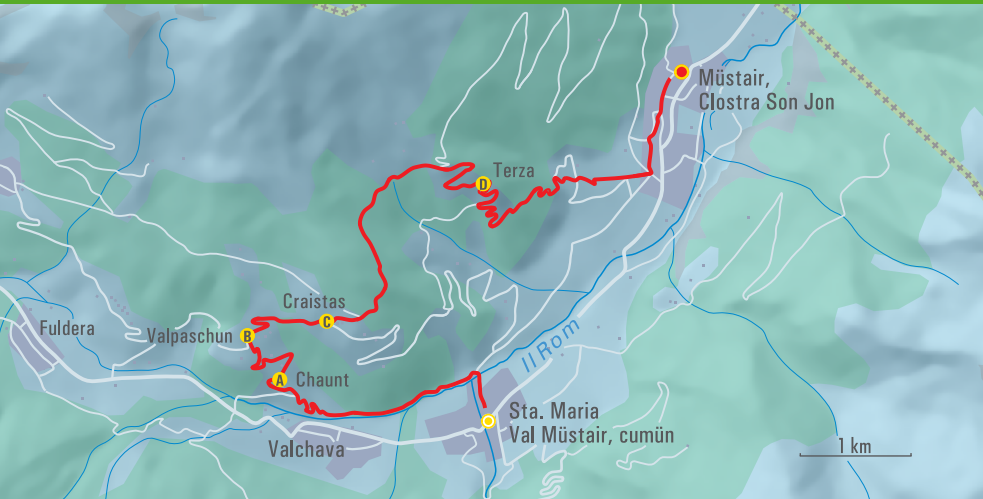 Müstair,
Clostra Son Jon
Terza
D
Craistas
C
Fuldera
Valpaschun
B
A
Chaunt
Il Rom
Sta. Maria
Val Müstair, cumün
Valchava
1 km